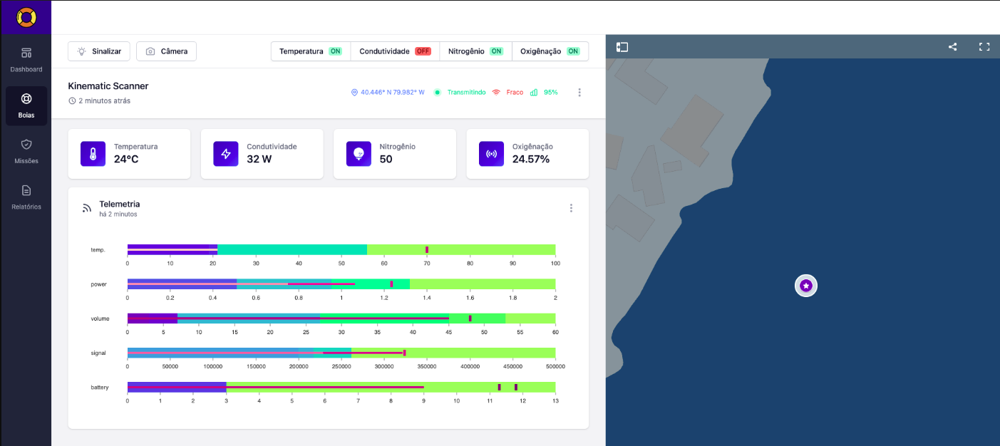 Sinalizar
Câmera
Temperatura ON
Condutividade OFF
Nitrogênio ON
Oxigênação ON
Dashboard
Boias
Missões
Relatórios
Kinematic Scanner
2 minutos atrás
40.446° N 79.982° W
Transmitindo
Fraco
95%
Temperatura
24°C
Condutividade
32 W
Nitrogênio
50
Oxigênação
24.57%
Telemetria
há 2 minutos
temp.
0 10 20 30 40 50 60 70 80 90 100
power
0 0.2 0.4 0.6 0.8 1 1.2 1.4 1.6 1.8 2
volume
0 5 10 15 20 25 30 35 40 45 50 55 60
signal
0 50000 100000 150000 200000 250000 300000 350000 400000 450000 500000
battery
0 1 2 3 4 5 6 7 8 9 10 11 12 13